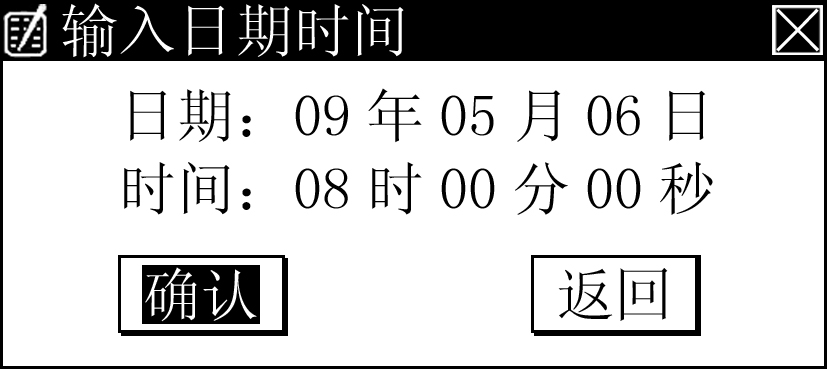 输入日期时间
日期：09 年 05 月 06 日
时间：08 时 00 分 00 秒
确认 返回